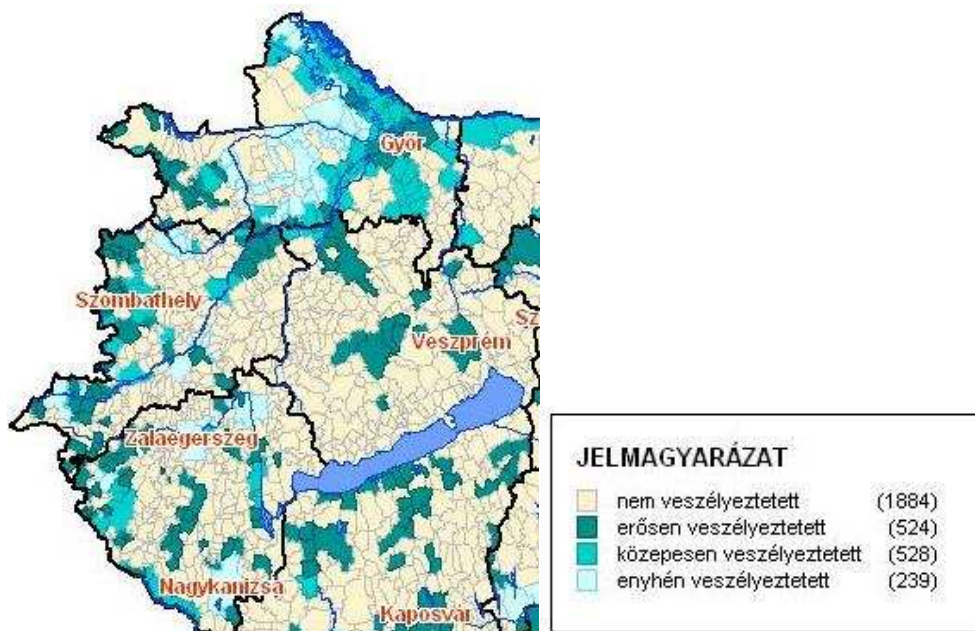 Győr
Szombathely
Sz
Veszprém
Zalaegerszeg
Nagykanizsa
Kaposvár
JELMAGYARÁZAT
nem veszélyeztetett (1884)
erősen veszélyeztetett (524)
közepesen veszélyeztetett (528)
enyhén veszélyeztetett (239)